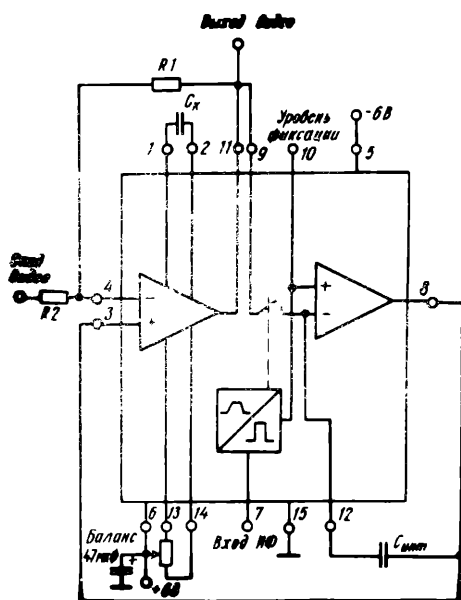 Выход Видео
R1
Cк
Уровень фиксации
-6В
1
2
11
9
10
5
Вход Видео
R2
4
3
−
+
+
−
8
6
13
14
7
15
12
Баланс
47мкФ
+
+6В
Вход ИФ
Cинт